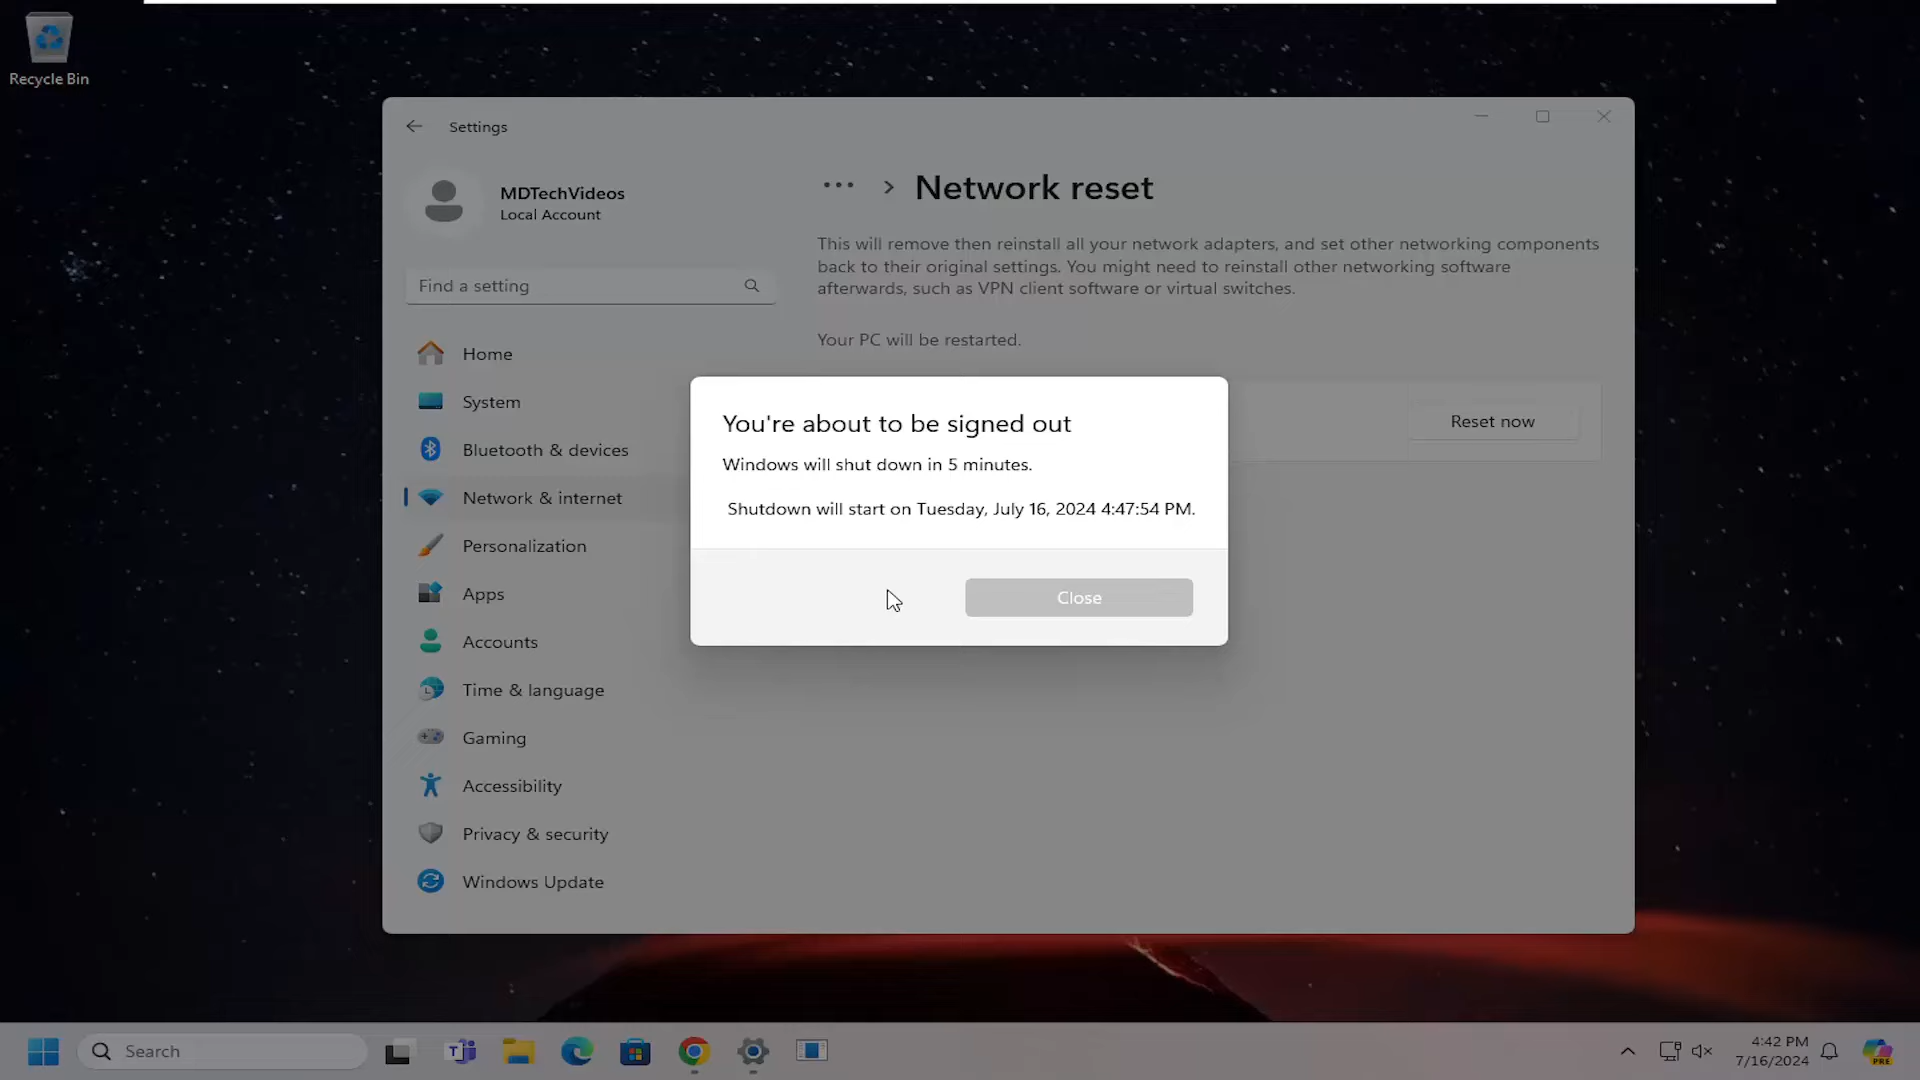 Recycle Bin
Settings
MDTechVideos
Local Account
Find a setting
Home
System
Bluetooth & devices
Network & internet
Personalization
Apps
Accounts
Time & language
Gaming
Accessibility
Privacy & security
Windows Update
... > Network reset
This will remove then reinstall all your network adapters, and set other networking components
back to their original settings. You might need to reinstall other networking software
afterwards, such as VPN client software or virtual switches.
Your PC will be restarted.
Reset now
You're about to be signed out
Windows will shut down in 5 minutes.
Shutdown will start on Tuesday, July 16, 2024 4:47:54 PM.
Close
Search
4:42 PM
7/16/2024
PRE